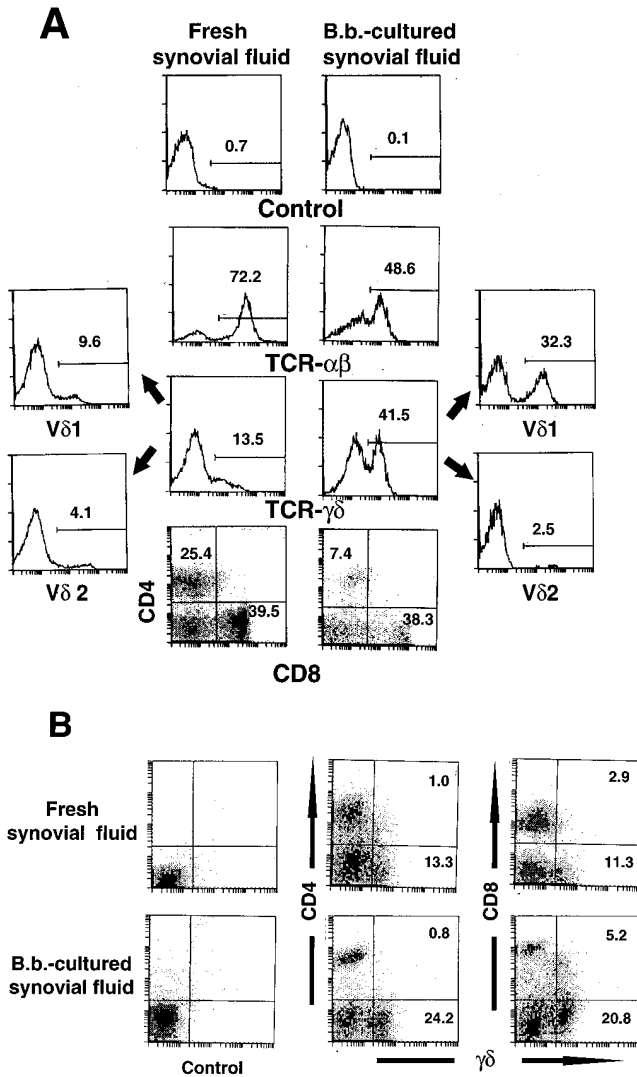 A
Fresh
synovial fluid
B.b.-cultured
synovial fluid
0.7
0.1
Control
72.2
48.6
TCR-αβ
9.6
Vδ1
32.3
Vδ1
13.5
41.5
TCR-γδ
4.1
Vδ 2
2.5
Vδ2
CD4
25.4
39.5
7.4
38.3
CD8
B
Fresh
synovial fluid
CD4
1.0
13.3
CD8
2.9
11.3
B.b.-cultured
synovial fluid
0.8
24.2
5.2
20.8
Control
γδ